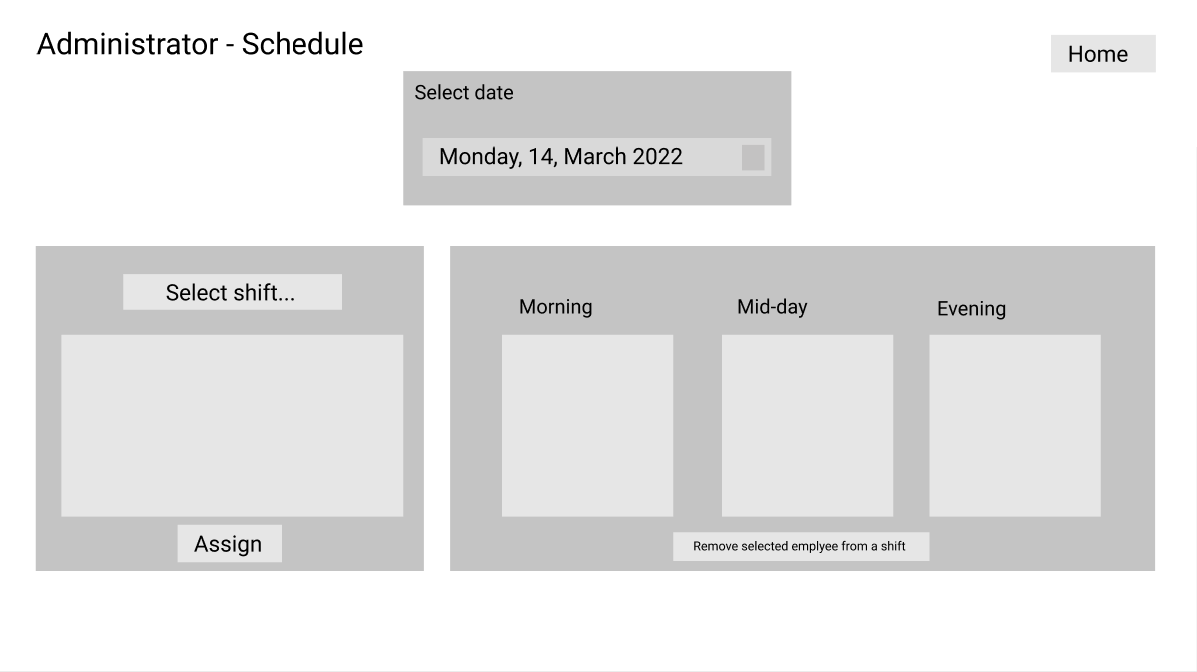 Administrator - Schedule
Home
Select date
Monday, 14, March 2022
Select shift...
Assign
Morning
Mid-day
Evening
Remove selected emplyee from a shift